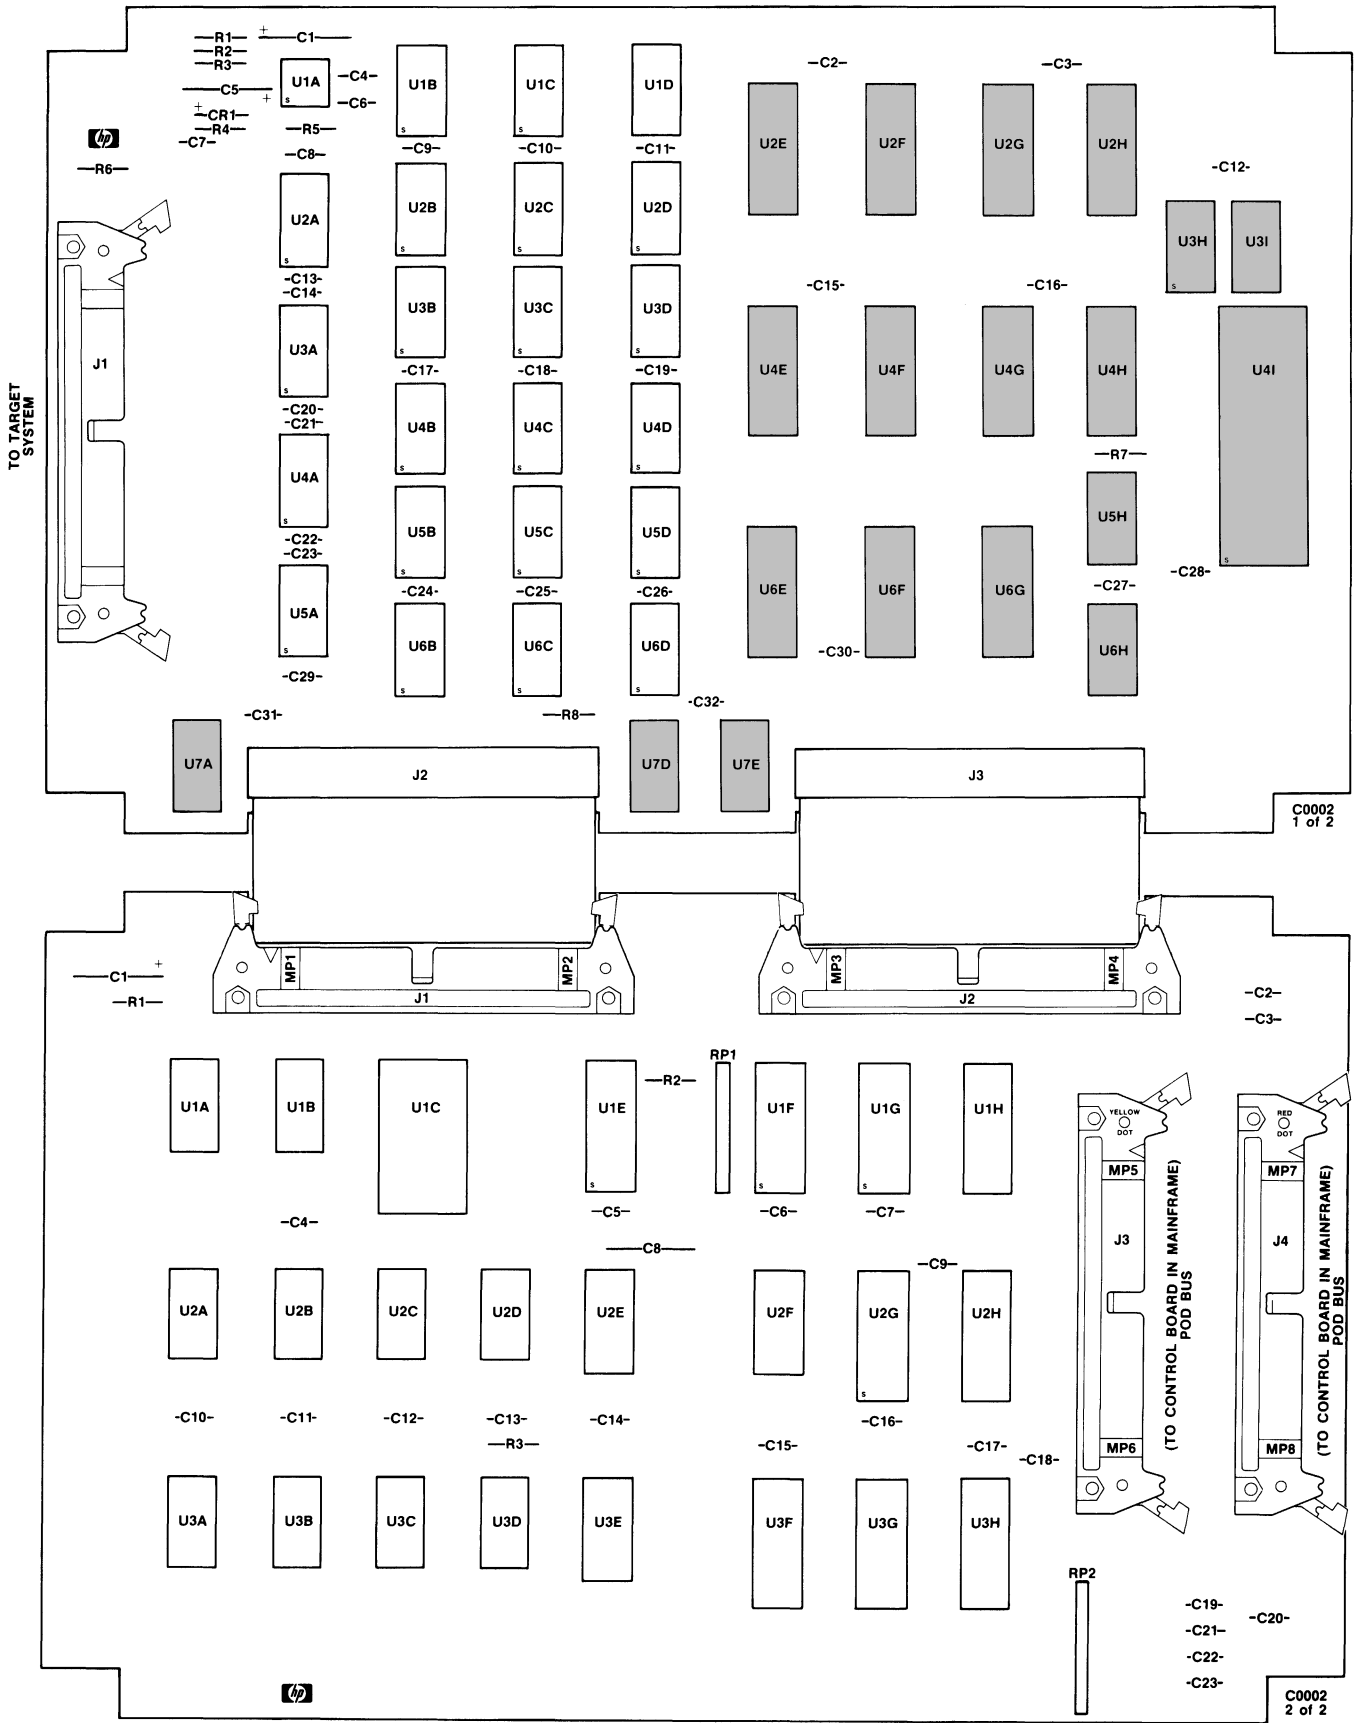 R1 + C1
R2
R3
C5 +
+ CR1
R4
C7
R5
C8
hp
R6
U1A s
C4
C6
U1B s
U1C s
U1D
C2
C3
C9
C10
C11
U2E
U2F
U2G
U2H
C12
U2A s
U2B s
U2C s
U2D s
U3H s
U3I
C13
C14
U3B s
U3C s
U3D s
C15
C16
TO TARGET
SYSTEM
J1
U3A s
U4E
U4F
U4G
U4H
U4I s
C17
C18
C19
C20
C21
U4B s
U4C s
U4D s
R7
U4A s
U5B s
U5C s
U5D s
U5H
C22
C23
C28
C27
C24
C25
C26
U5A s
U6E
U6F
U6G
U6B s
U6C s
U6D s
C30
U6H
C29
C32
C31
R8
U7A
J2
U7D
U7E
J3
C0002
1 of 2
C1 +
R1
MP1
MP2
J1
MP3
MP4
J2
C2
C3
RP1
U1A
U1B
U1C
U1E s
R2
U1F s
U1G s
U1H
YELLOW
DOT
MP5
J3
MP6
(TO CONTROL BOARD IN MAINFRAME)
POD BUS
RED
DOT
MP7
J4
MP8
(TO CONTROL BOARD IN MAINFRAME)
POD BUS
C4
C5
C6
C7
C8
C9
U2A
U2B
U2C
U2D
U2E
U2F
U2G s
U2H
C10
C11
C12
C13
C14
C16
R3
C15
C17
C18
U3A
U3B
U3C
U3D
U3E
U3F
U3G
U3H
RP2
C19
C20
C21
C22
C23
hp
C0002
2 of 2